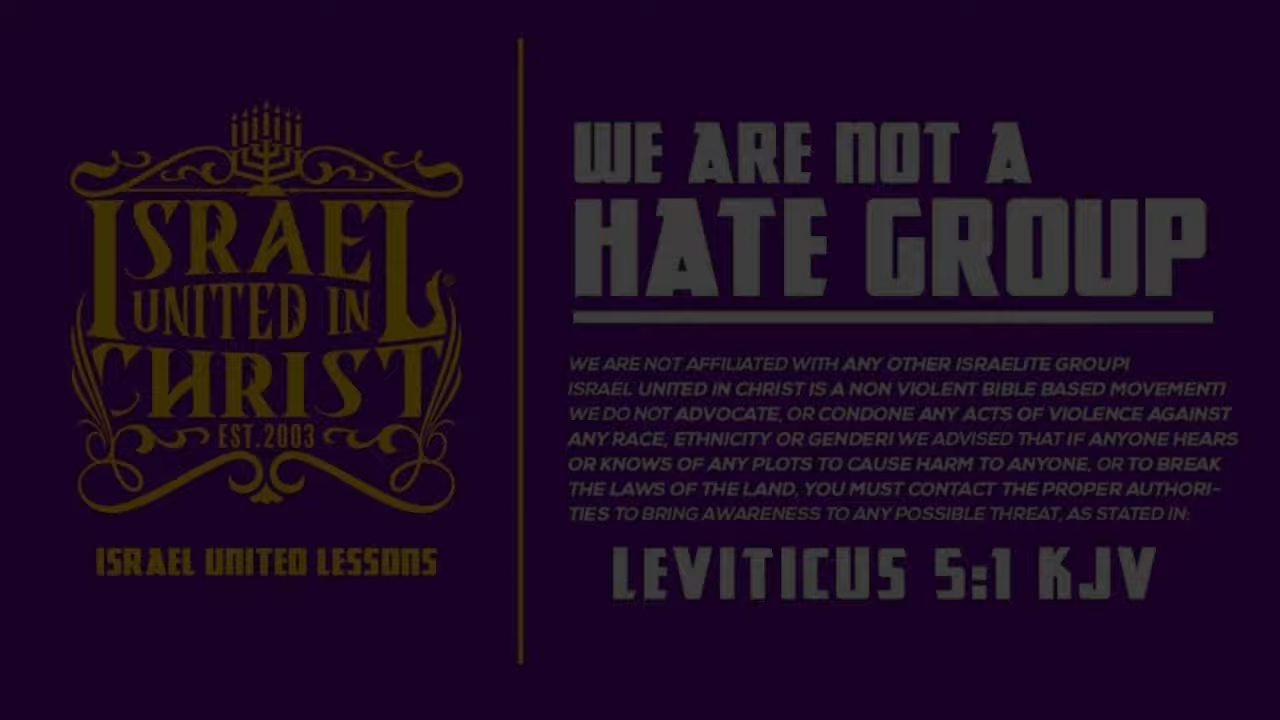 ISRAEL
UNITED IN
CHRIST
EST.2003
ISRAEL UNITED LESSONS
WE ARE NOT A
HATE GROUP
WE ARE NOT AFFILIATED WITH ANY OTHER ISRAELITE GROUP!
ISRAEL UNITED IN CHRIST IS A NON VIOLENT BIBLE BASED MOVEMENT!
WE DO NOT ADVOCATE, OR CONDONE ANY ACTS OF VIOLENCE AGAINST
ANY RACE, ETHNICITY OR GENDER! WE ADVISED THAT IF ANYONE HEARS
OR KNOWS OF ANY PLOTS TO CAUSE HARM TO ANYONE, OR TO BREAK
THE LAWS OF THE LAND, YOU MUST CONTACT THE PROPER AUTHORI-
TIES TO BRING AWARENESS TO ANY POSSIBLE THREAT, AS STATED IN:
LEVITICUS 5:1 KJV